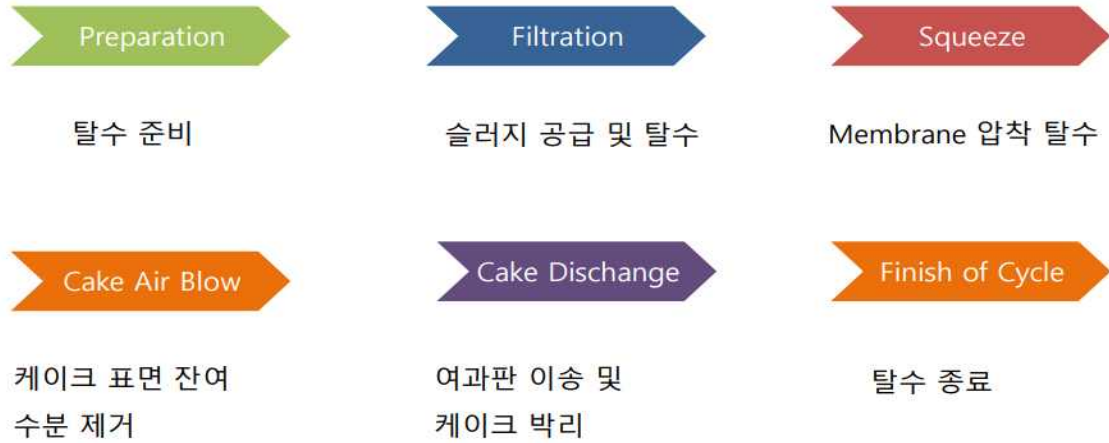 Preparation
Filtration
Squeeze
탈수 준비
슬러지 공급 및 탈수
Membrane 압착 탈수
Cake Air Blow
Cake Dischange
Finish of Cycle
케이크 표면 잔여
수분 제거
여과판 이송 및
케이크 박리
탈수 종료